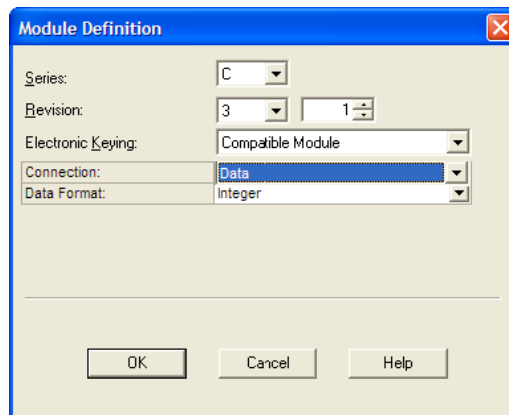 Module Definition
Series: C
Revision: 3 1
Electronic Keying: Compatible Module
Connection: Data
Data Format: Integer
OK Cancel Help